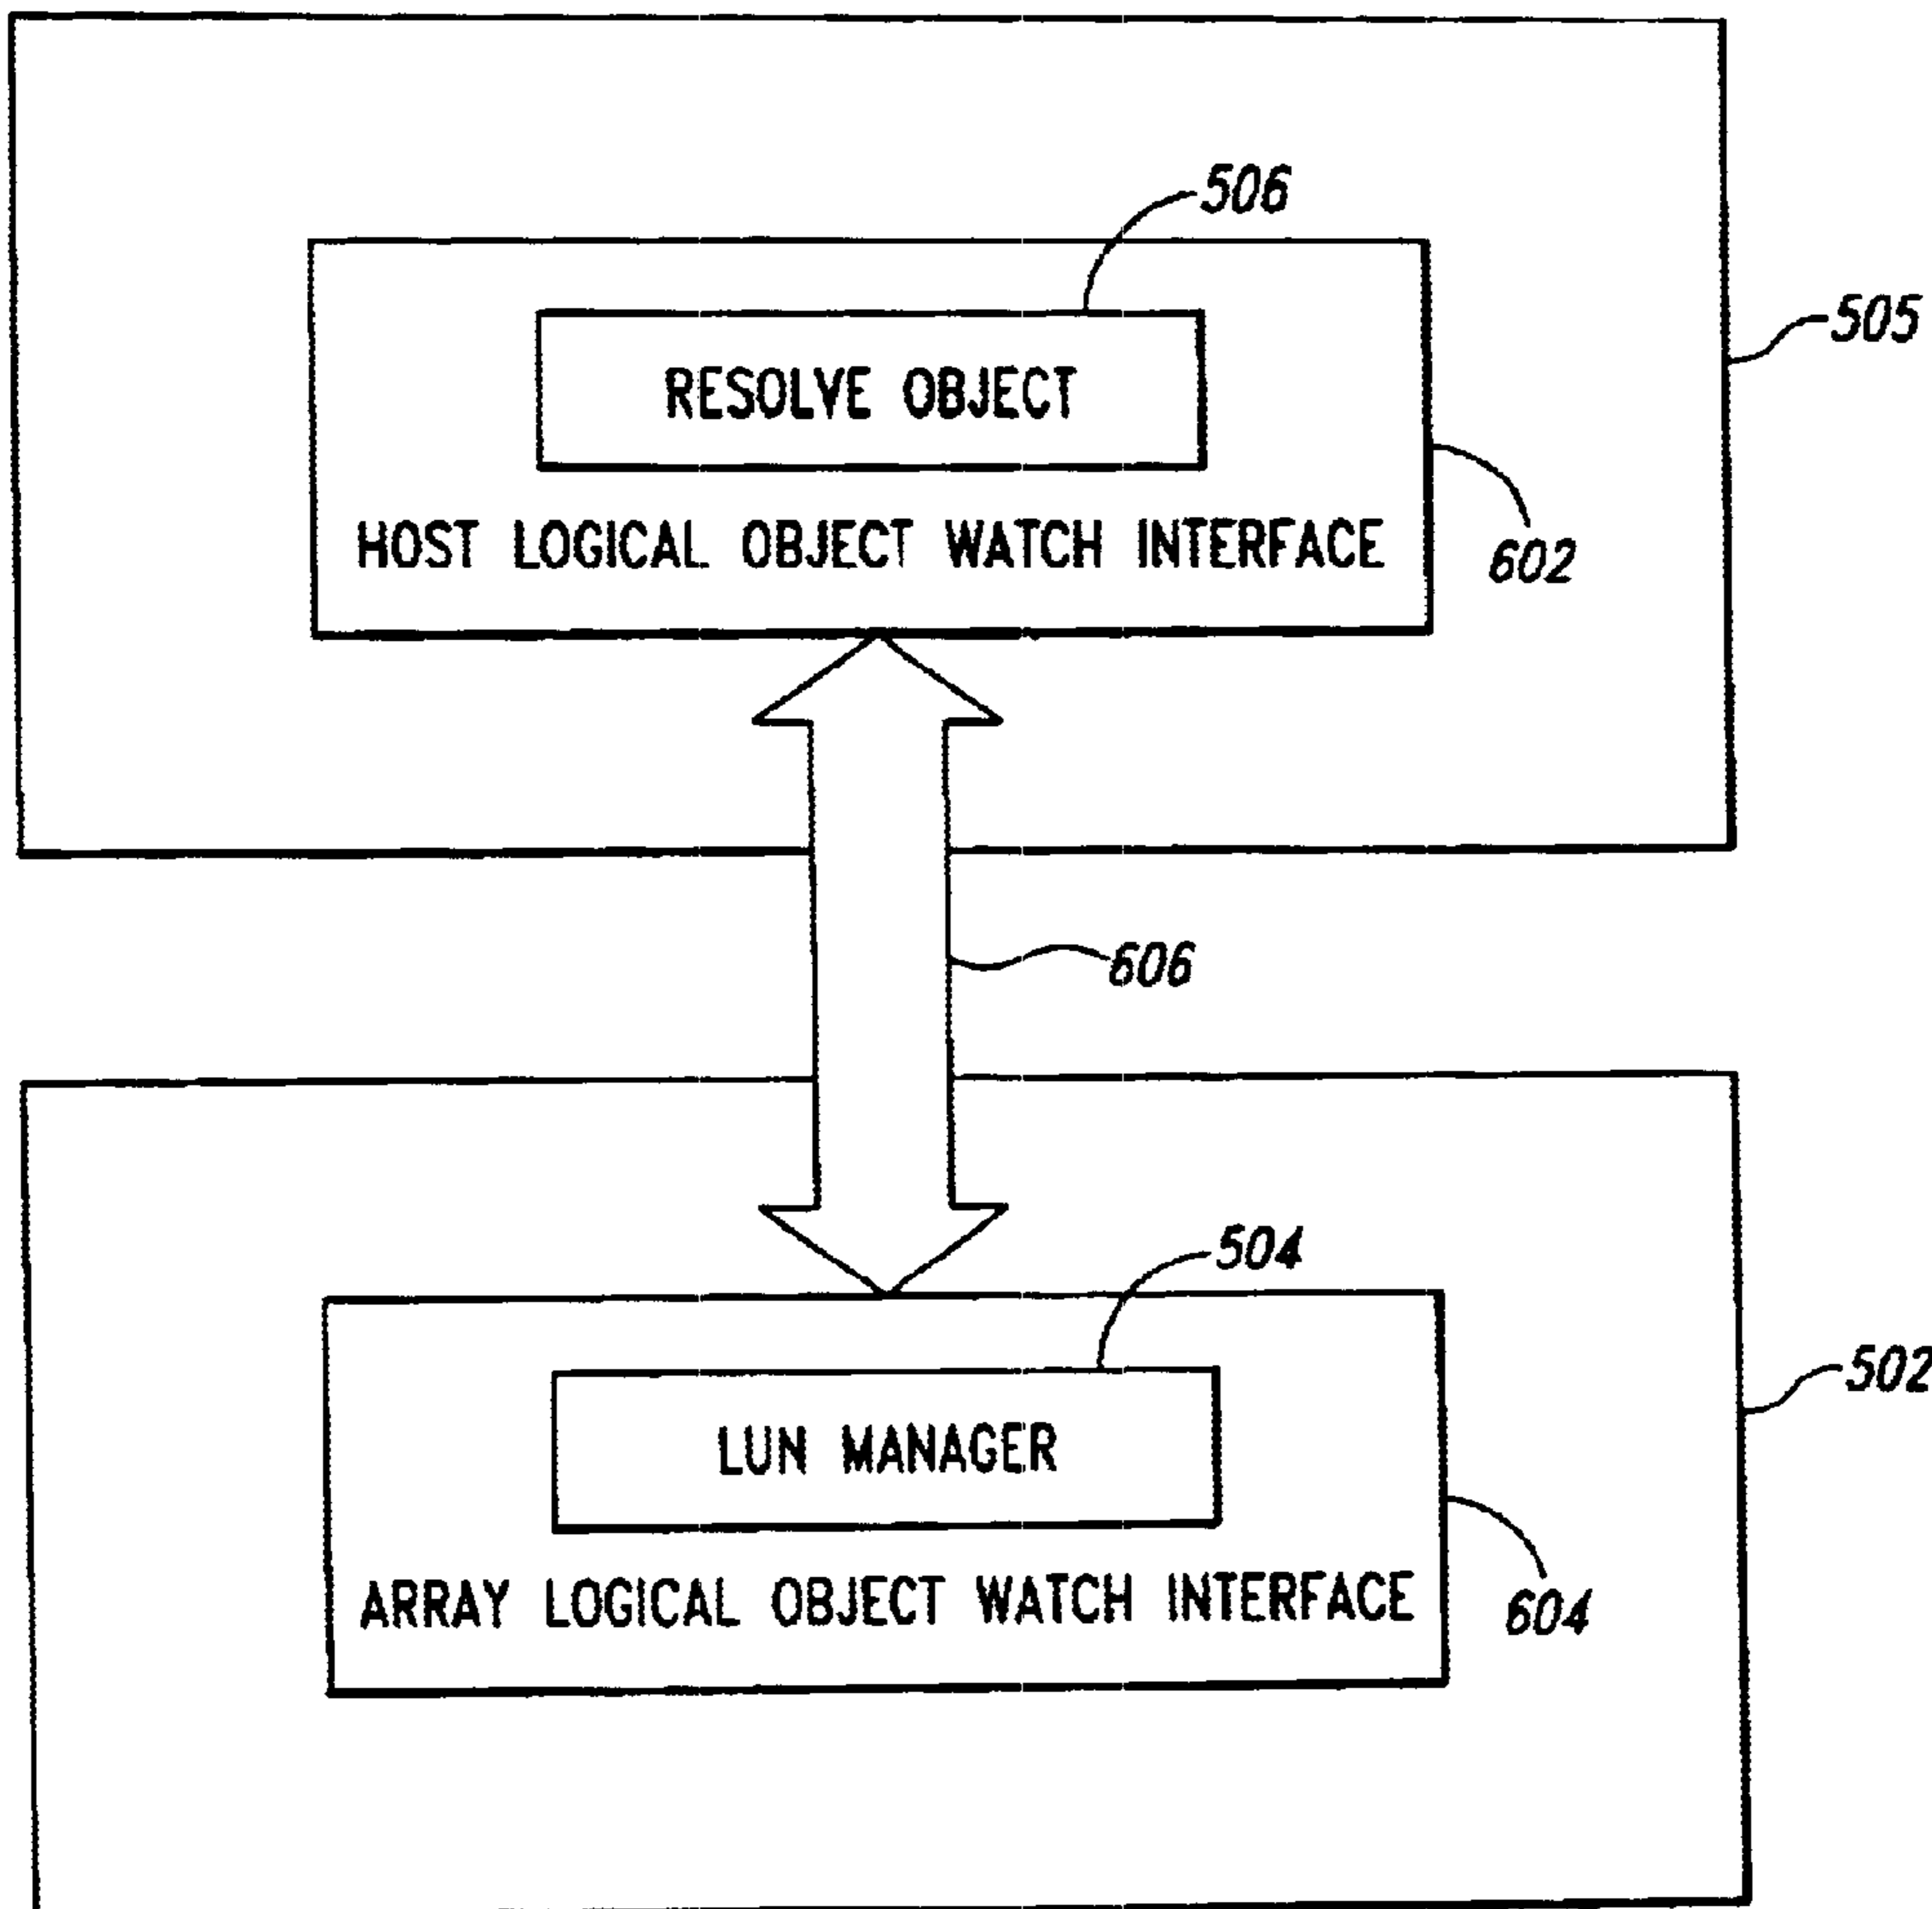 506
505
RESOLVE OBJECT
HOST LOGICAL OBJECT WATCH INTERFACE
602
606
504
502
LUN MANAGER
ARRAY LOGICAL OBJECT WATCH INTERFACE
604